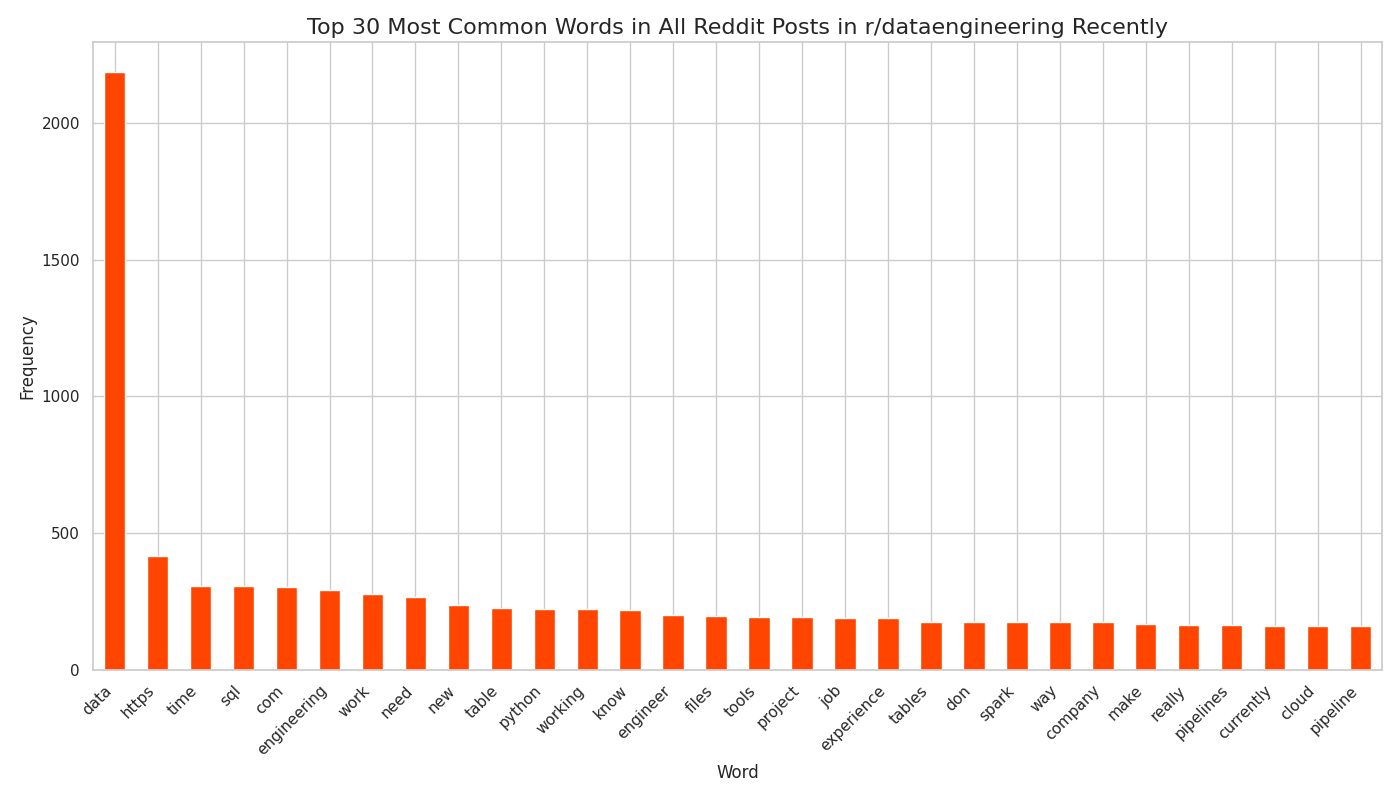 Top 30 Most Common Words in All Reddit Posts in r/dataengineering Recently
Frequency
2000
1500
1000
500
0
data
https
time
sql
com
engineering
work
need
new
table
python
working
know
engineer
files
tools
project
job
experience
tables
don
spark
way
company
make
really
pipelines
currently
cloud
pipeline
Word